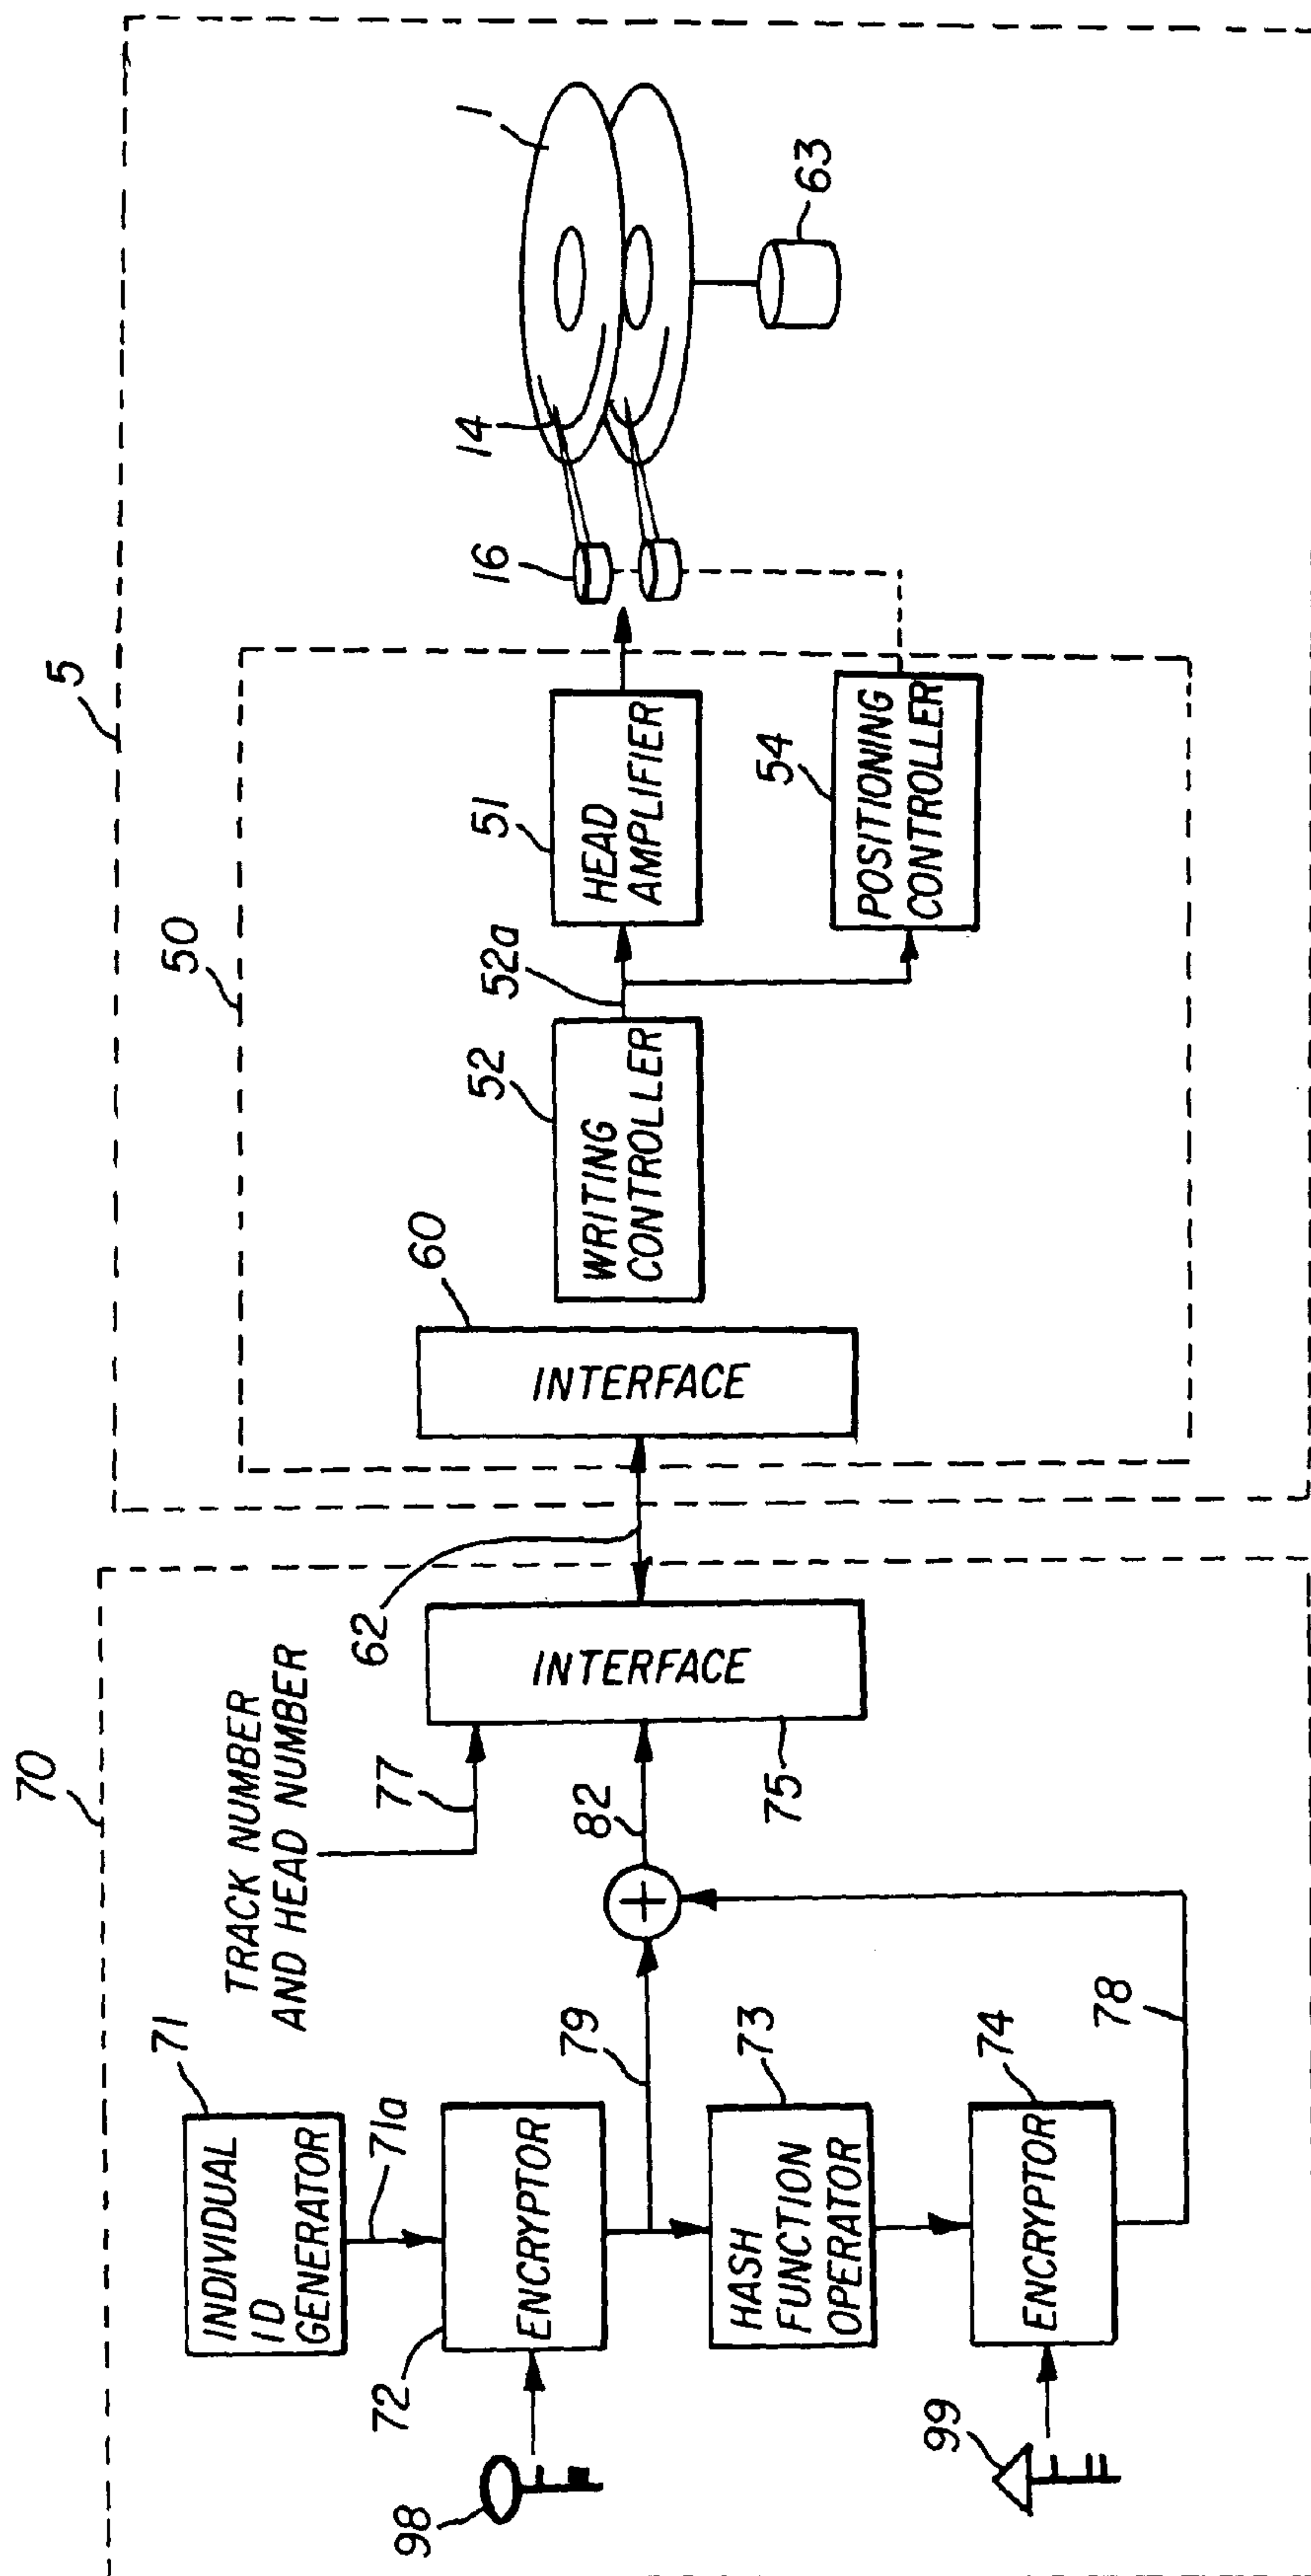 70
71
INDIVIDUAL
ID
GENERATOR
71a
TRACK NUMBER
AND HEAD NUMBER
77
62
72
ENCRYPTOR
98
79
82
INTERFACE
75
73
HASH
FUNCTION
OPERATOR
74
ENCRYPTOR
99
78
5
50
60
INTERFACE
52
WRITING
CONTROLLER
52a
51
HEAD
AMPLIFIER
54
POSITIONING
CONTROLLER
16
14
1
63